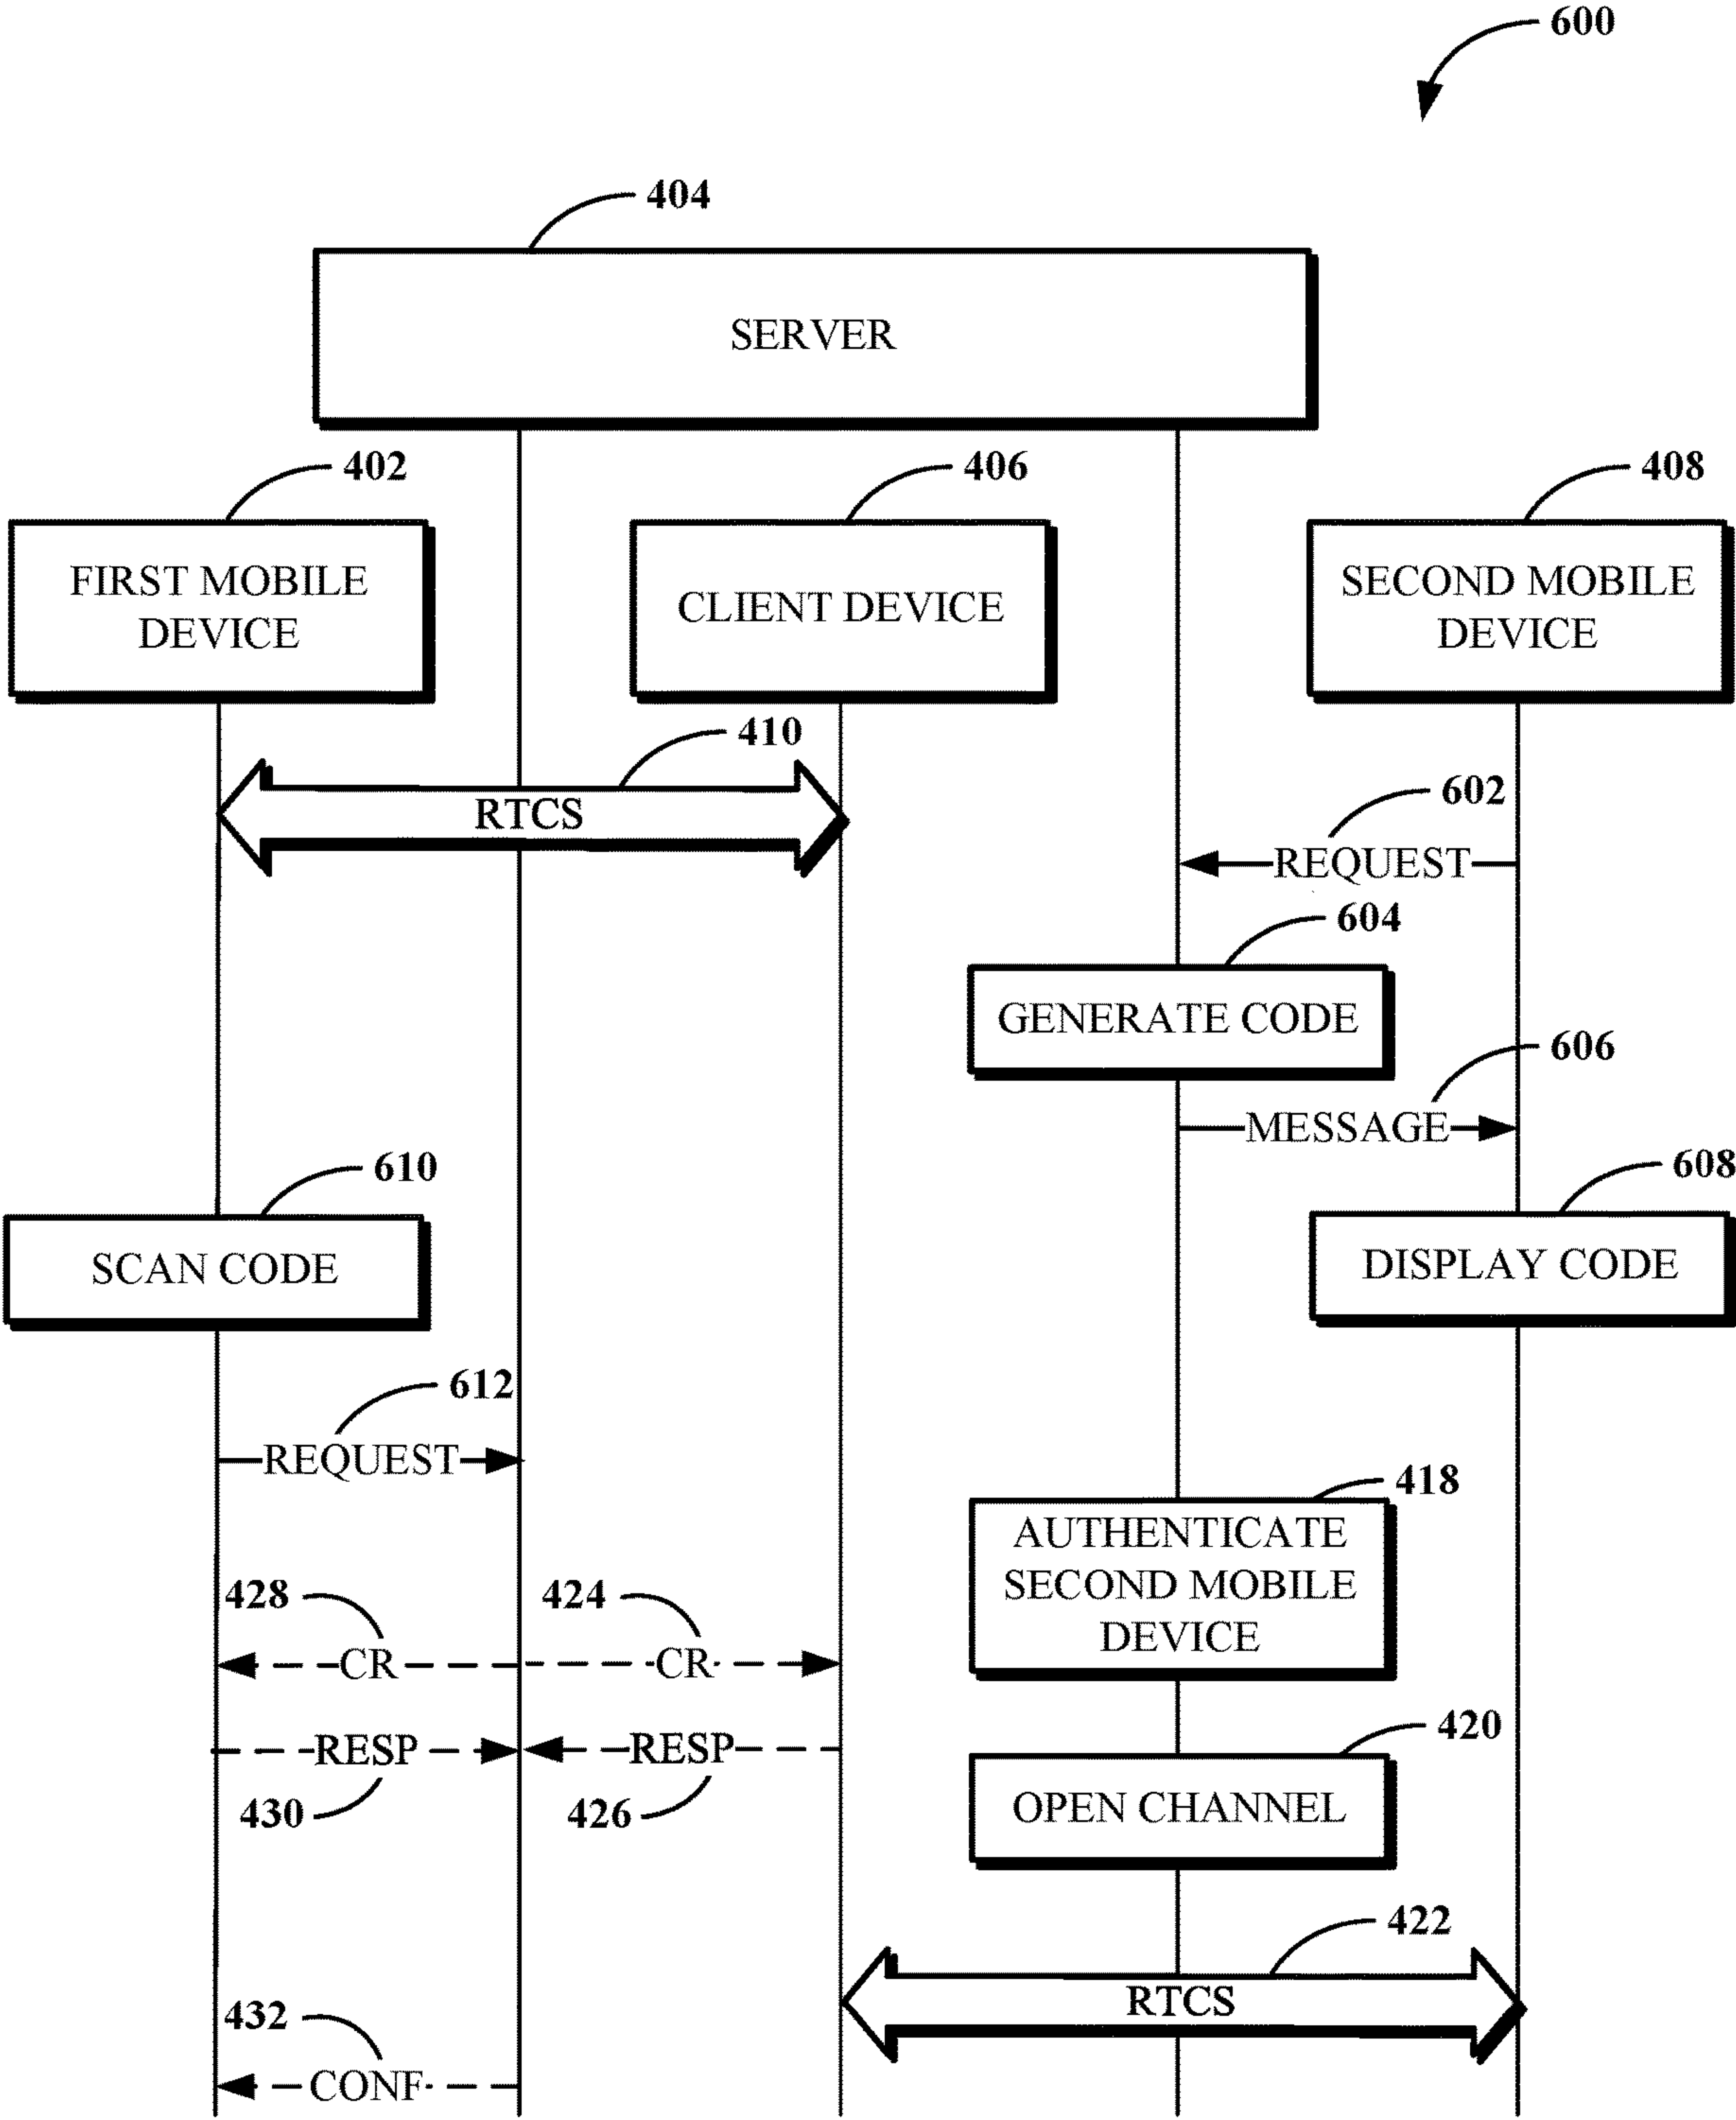 600
404
SERVER
402
406
408
FIRST MOBILE
DEVICE
CLIENT DEVICE
SECOND MOBILE
DEVICE
410
RTCS
602
REQUEST
604
GENERATE CODE
606
MESSAGE
610
608
SCAN CODE
DISPLAY CODE
612
REQUEST
418
AUTHENTICATE
SECOND MOBILE
DEVICE
428
424
CR
CR
RESP
RESP
430
426
420
OPEN CHANNEL
422
RTCS
432
CONF